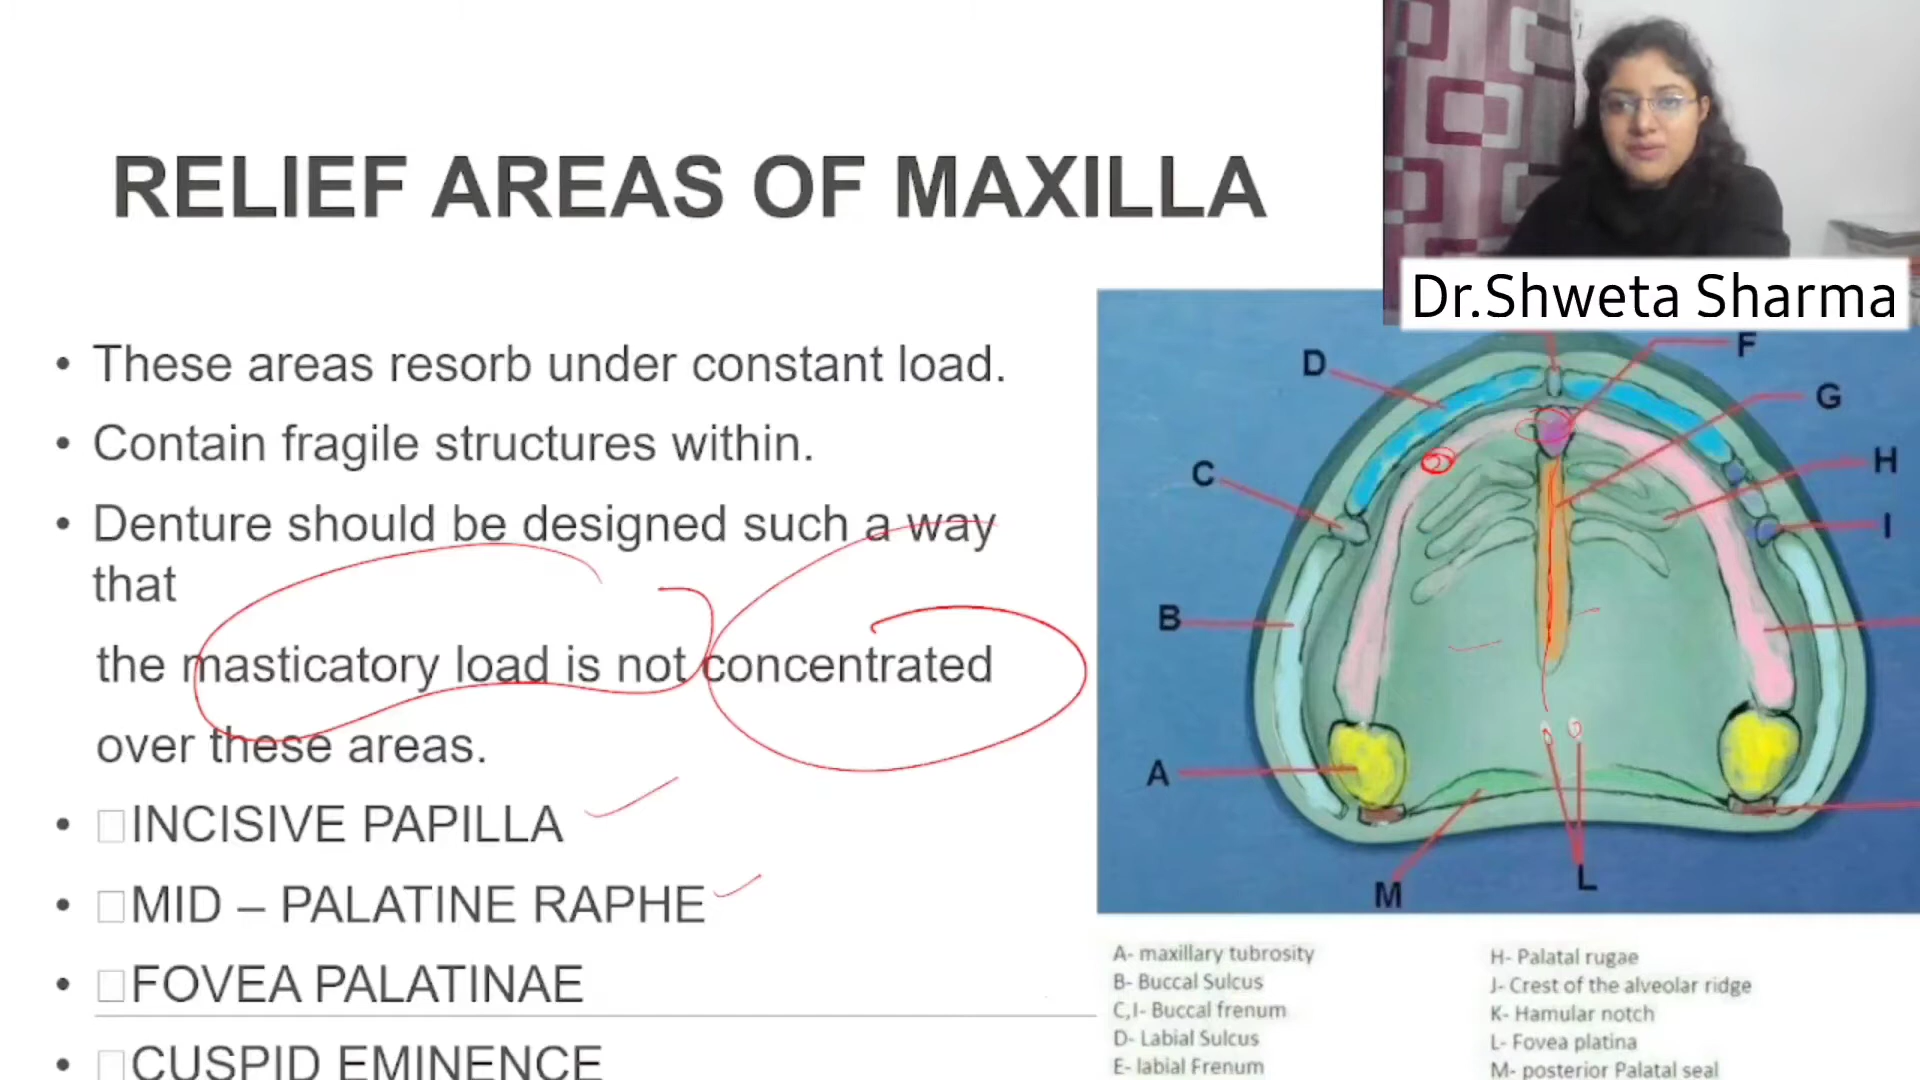 RELIEF AREAS OF MAXILLA
Dr.Shweta Sharma
• These areas resorb under constant load.
• Contain fragile structures within.
• Denture should be designed such a way
that
the masticatory load is not concentrated
over these areas.
• INCISIVE PAPILLA
• MID – PALATINE RAPHE
• FOVEA PALATINAE
• CUSPID EMINENCE
D
F
G
C
H
I
B
A
M
L
A- maxillary tubrosity
B- Buccal Sulcus
C,I- Buccal frenum
D- Labial Sulcus
E- labial Frenum
H- Palatal rugae
J- Crest of the alveolar ridge
K- Hamular notch
L- Fovea platina
M- posterior Palatal seal